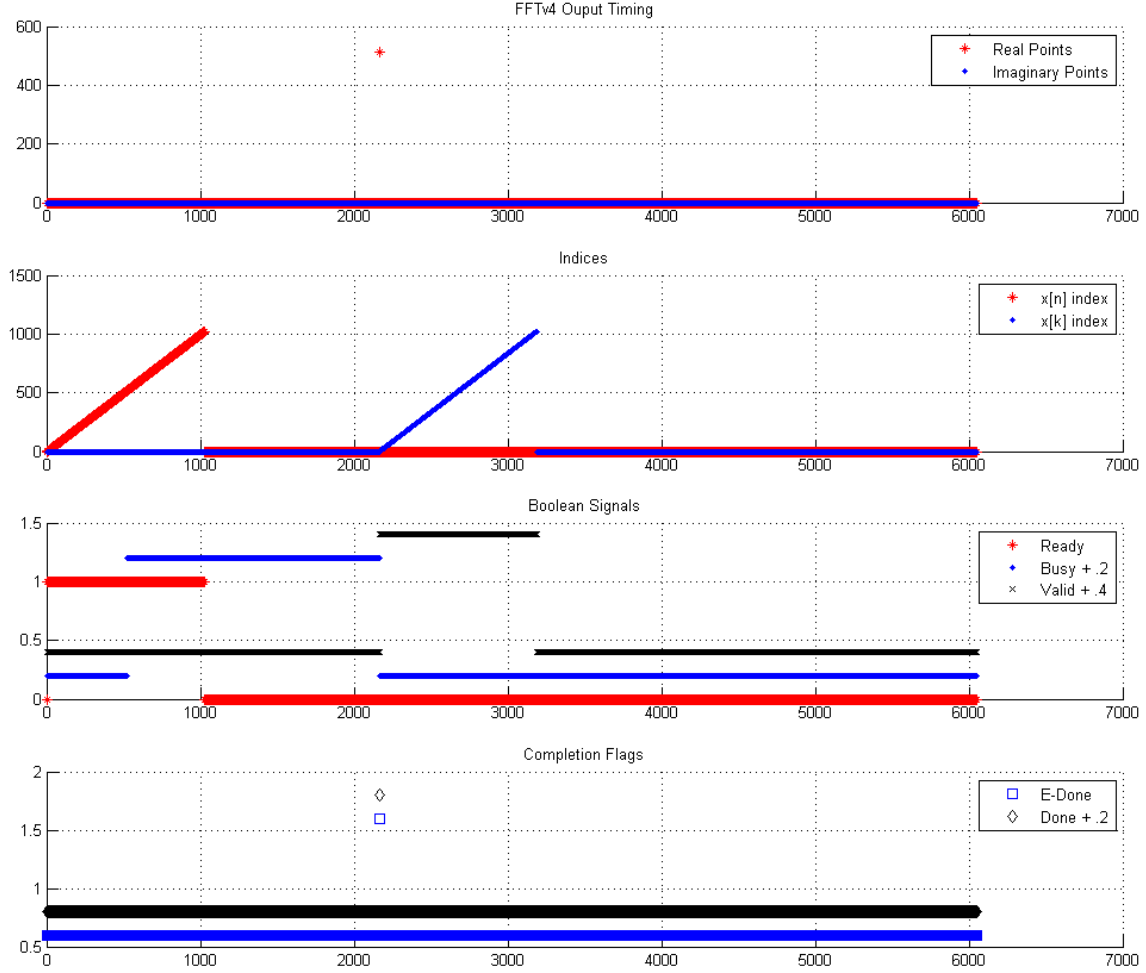 FFTv4 Ouput Timing
600
400
200
0
Real Points
Imaginary Points
0 1000 2000 3000 4000 5000 6000 7000
Indices
1500
1000
500
0
x[n] index
x[k] index
0 1000 2000 3000 4000 5000 6000 7000
Boolean Signals
1.5
1
0.5
0
Ready
Busy + .2
Valid + .4
0 1000 2000 3000 4000 5000 6000 7000
Completion Flags
2
1.5
1
0.5
E-Done
Done + .2
0 1000 2000 3000 4000 5000 6000 7000